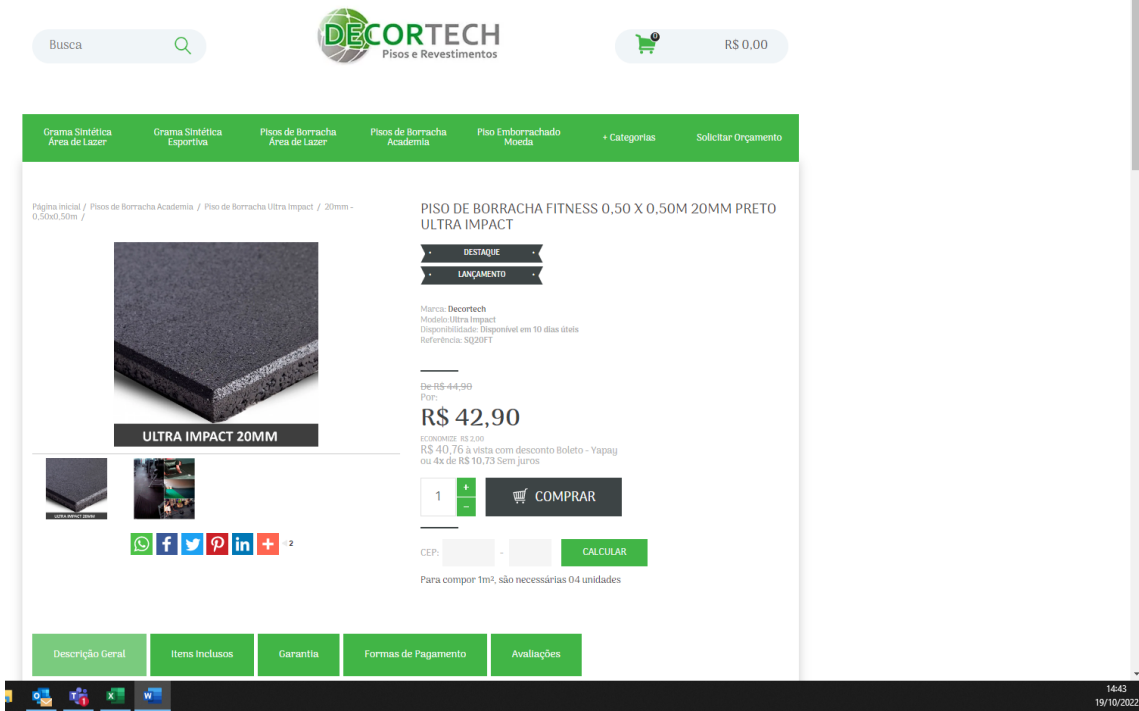 Busca
DECORTECH
Pisos e Revestimentos
0
R$ 0,00
Grama Sintética
Área de Lazer
Grama Sintética
Esportiva
Pisos de Borracha
Área de Lazer
Pisos de Borracha
Academia
Piso Emborrachado
Moeda
+ Categorias
Solicitar Orçamento
Página inicial / Pisos de Borracha Academia / Piso de Borracha Ultra Impact / 20mm -
0,50x0,50m /
ULTRA IMPACT 20MM
ULTRA IMPACT 20MM
2
PISO DE BORRACHA FITNESS 0,50 X 0,50M 20MM PRETO
ULTRA IMPACT
DESTAQUE
LANÇAMENTO
Marca: Decortech
Modelo:Ultra Impact
Disponibilidade: Disponível em 10 dias úteis
Referência: SQ20FT
De R$ 44,90
Por:
R$ 42,90
ECONOMIZE R$ 2,00
R$ 40,76 à vista com desconto Boleto - Yapay
ou 4x de R$ 10,73 Sem juros
1
+
-
COMPRAR
CEP:
-
CALCULAR
Para compor 1m², são necessárias 04 unidades
Descrição Geral
Itens Inclusos
Garantia
Formas de Pagamento
Avaliações
14:43
19/10/2022